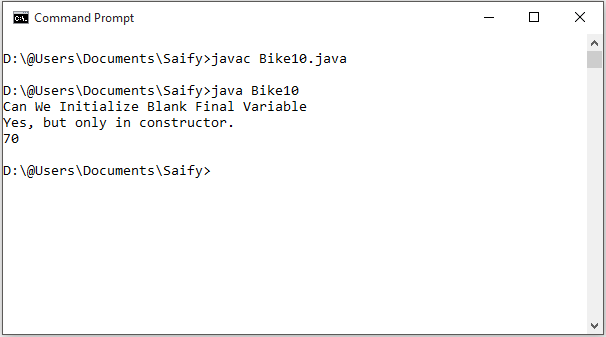 Command Prompt
D:\@Users\Documents\Saify>javac Bike10.java
D:\@Users\Documents\Saify>java Bike10
Can We Initialize Blank Final Variable
Yes, but only in constructor.
70
D:\@Users\Documents\Saify>